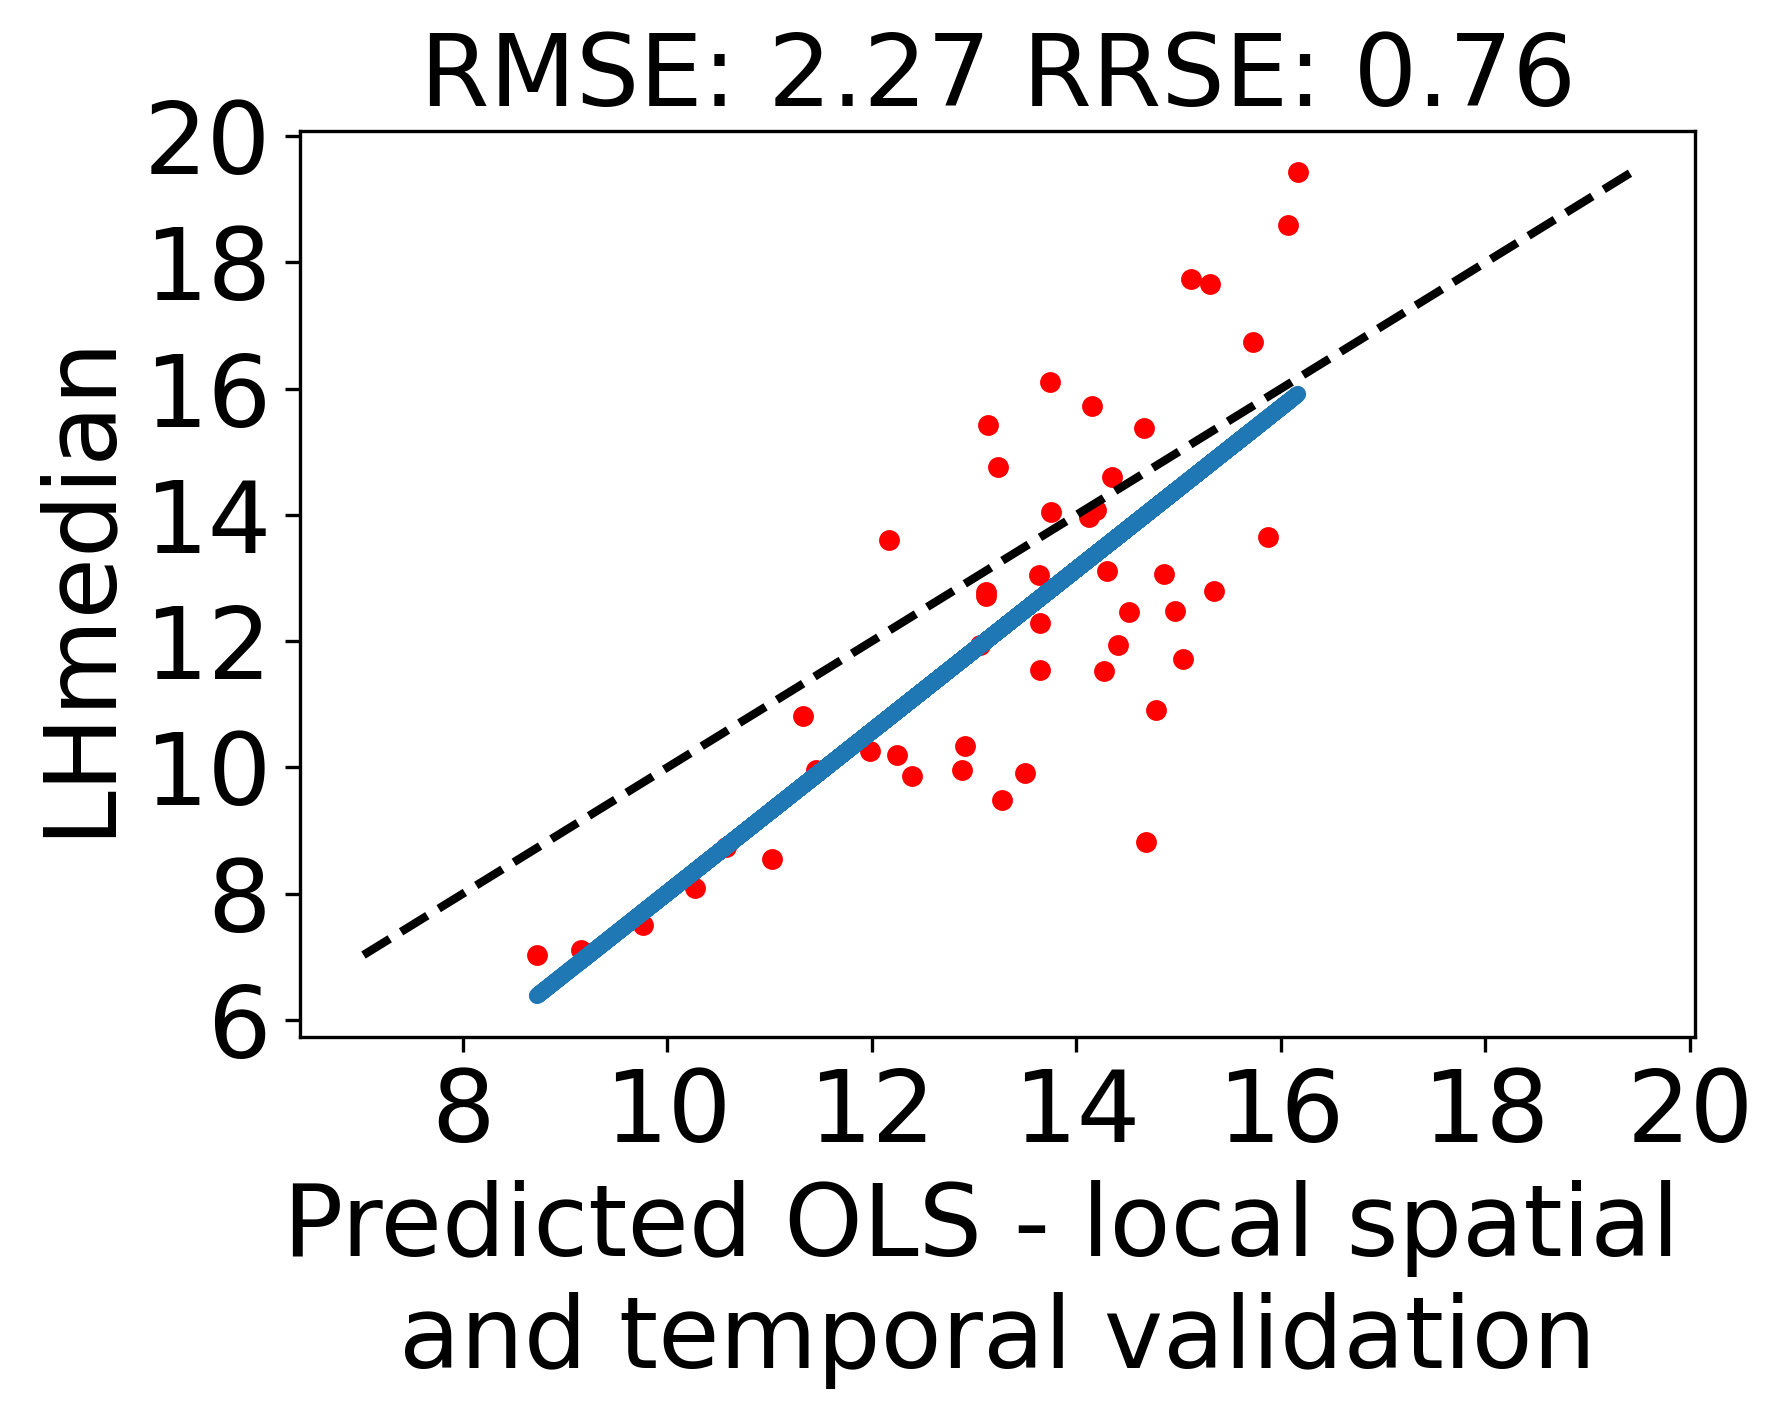 RMSE: 2.27 RRSE: 0.76
20
18
16
14
12
10
8
6
LHmedian
8 10 12 14 16 18 20
Predicted OLS - local spatial
and temporal validation